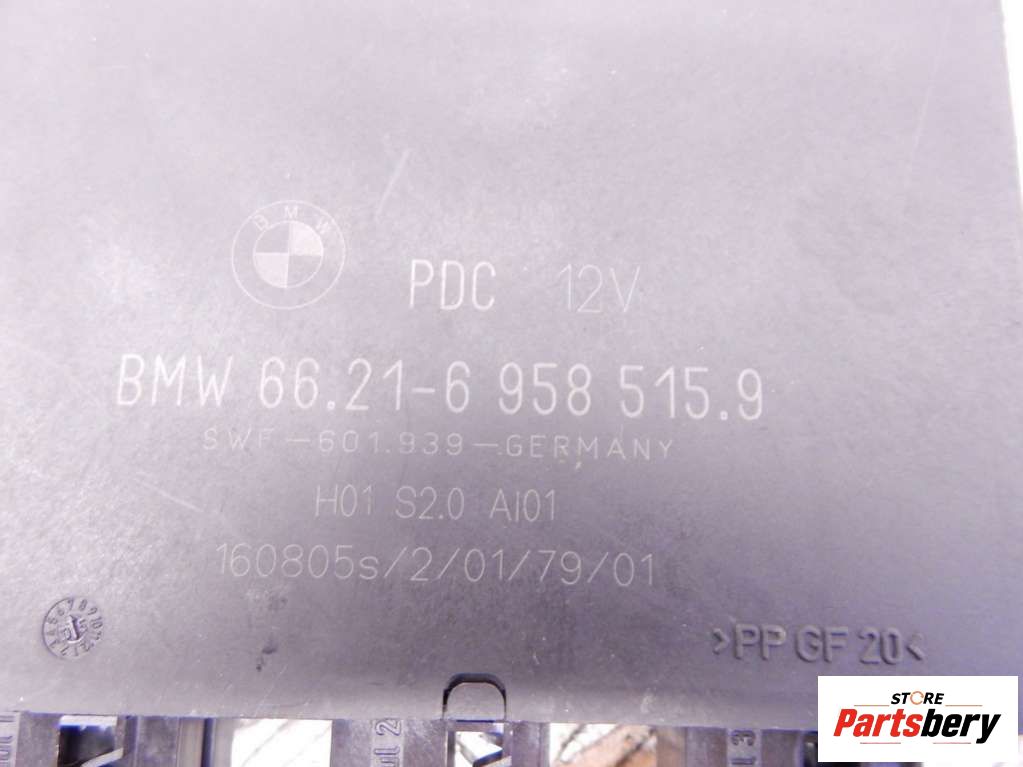 BMW
PDC 12V
BMW 66.21-6 958 515.9
SWF-601.939-GERMANY
H01 S2.0 AI01
160805s/2/01/79/01
>PP GF 20<
STORE
Partsbery